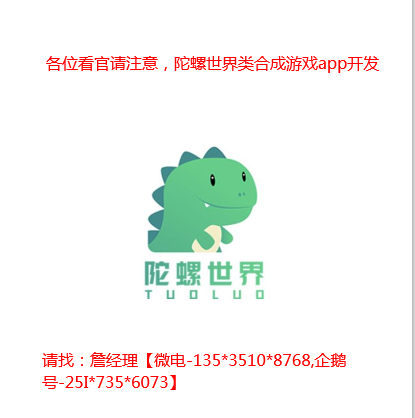 各位看官请注意，陀螺世界类合成游戏app开发
陀螺世界
TUOLUO
请找：詹经理【微电-135*3510*8768,企鹅
号-25I*735*6073】